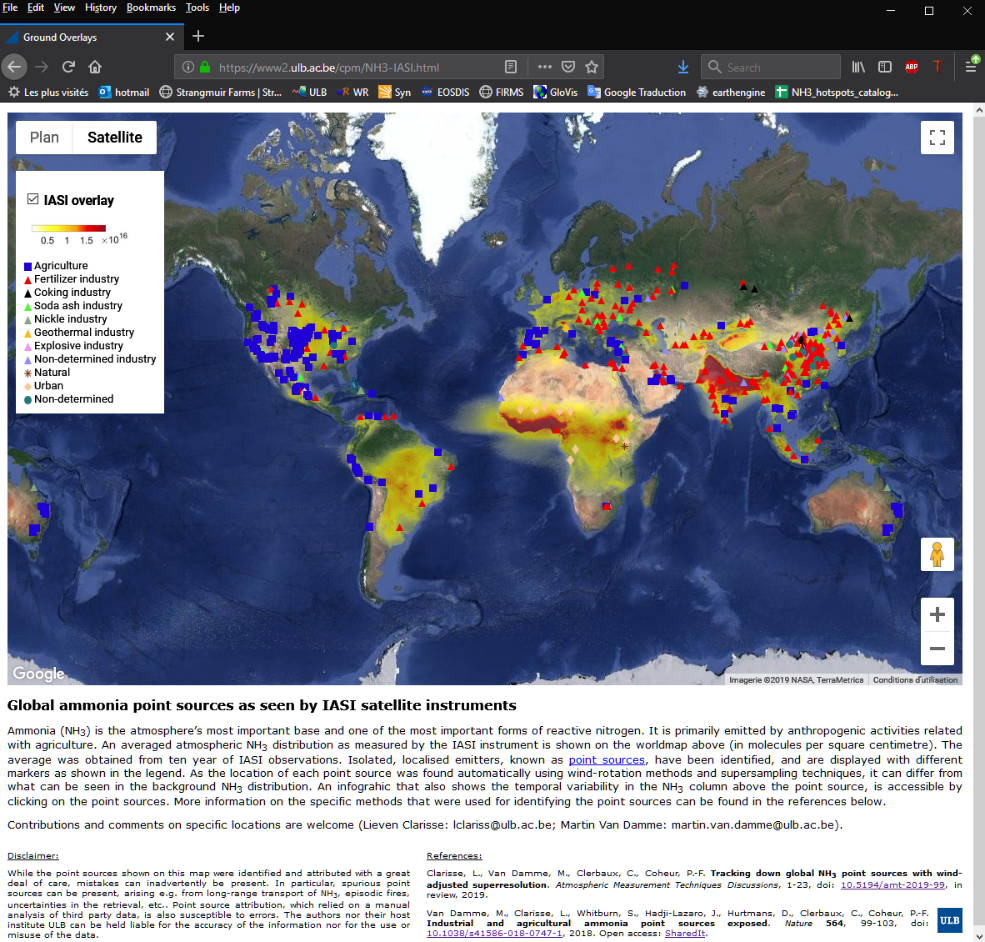 File Edit View History Bookmarks Tools Help
Ground Overlays
https://www2.ulb.ac.be/cpm/NH3-IASI.html
Search
ABP
Les plus visités hotmail Strangmuir Farms | Str... ULB WR Syn EOSDIS FIRMS GloVis Google Traduction earthengine NH3_hotspots_catalog...
Plan Satellite
IASI overlay
0.5 1 1.5 ×10^16
Agriculture
Fertilizer industry
Coking industry
Soda ash industry
Nickle industry
Geothermal industry
Explosive industry
Non-determined industry
Natural
Urban
Non-determined
Google
Imagerie ©2019 NASA, TerraMetrica Conditions d'utilisation
Global ammonia point sources as seen by IASI satellite instruments
Ammonia (NH3) is the atmosphere's most important base and one of the most important forms of reactive nitrogen. It is primarily emitted by anthropogenic activities related
with agriculture. An averaged atmospheric NH3 distribution as measured by the IASI instrument is shown on the worldmap above (in molecules per square centimetre). The
average was obtained from ten year of IASI observations. Isolated, localised emitters, known as point sources, have been identified, and are displayed with different
markers as shown in the legend. As the location of each point source was found automatically using wind-rotation methods and supersampling techniques, it can differ from
what can be seen in the background NH3 distribution. An infograhic that also shows the temporal variability in the NH3 column above the point source, is accessible by
clicking on the point sources. More information on the specific methods that were used for identifying the point sources can be found in the references below.
Contributions and comments on specific locations are welcome (Lieven Clarisse: lclariss@ulb.ac.be; Martin Van Damme: martin.van.damme@ulb.ac.be).
Disclaimer:
While the point sources shown on this map were identified and attributed with a great
deal of care, mistakes can inadvertently be present. In particular, spurious point
sources can be present, arising e.g. from long-range transport of NH3, episodic fires,
uncertainties in the retrieval, etc.. Point source attribution, which relied on a manual
analysis of third party data, is also susceptible to errors. The authors nor their host
institute ULB can be held liable for the accuracy of the information nor for the use or
misuse of the data.
References:
Clarisse, L., Van Damme, M., Clerbaux, C., Coheur, P.-F. Tracking down global NH3 point sources with wind-
adjusted superresolution. Atmospheric Measurement Techniques Discussions, 1-23, doi: 10.5194/amt-2019-99, in
review, 2019.
Van Damme, M., Clarisse, L., Whitburn, S., Hadji-Lazaro, J., Hurtmans, D., Clerbaux, C., Coheur, P.-F.
Industrial and agricultural ammonia point sources exposed. Nature 564, 99-103, doi:
10.1038/s41586-018-0747-1, 2018. Open access: SharedIt.
ULB